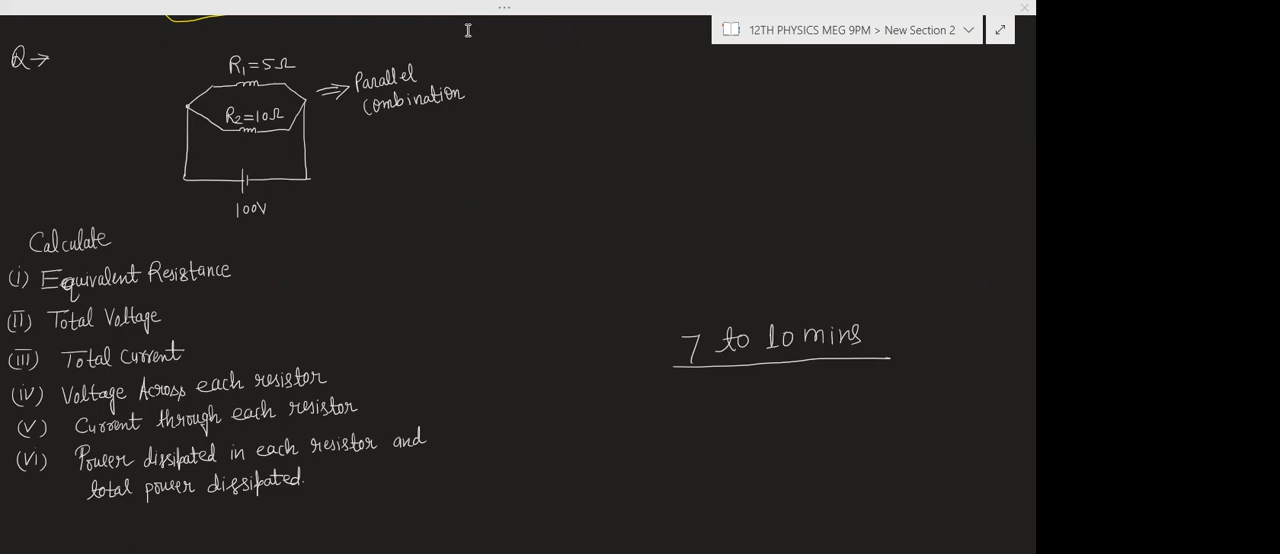 12TH PHYSICS MEG 9PM > New Section 2
Q →
R₁ = 5Ω
⇒ Parallel
Combination
R₂ = 10Ω
100V
Calculate
(i) Equivalent Resistance
(II) Total Voltage
(III) Total Current
7 to 10 mins
(iv) Voltage Across each resistor
(v) Current through each resistor
(vi) Power dissipated in each resistor and
total power dissipated.